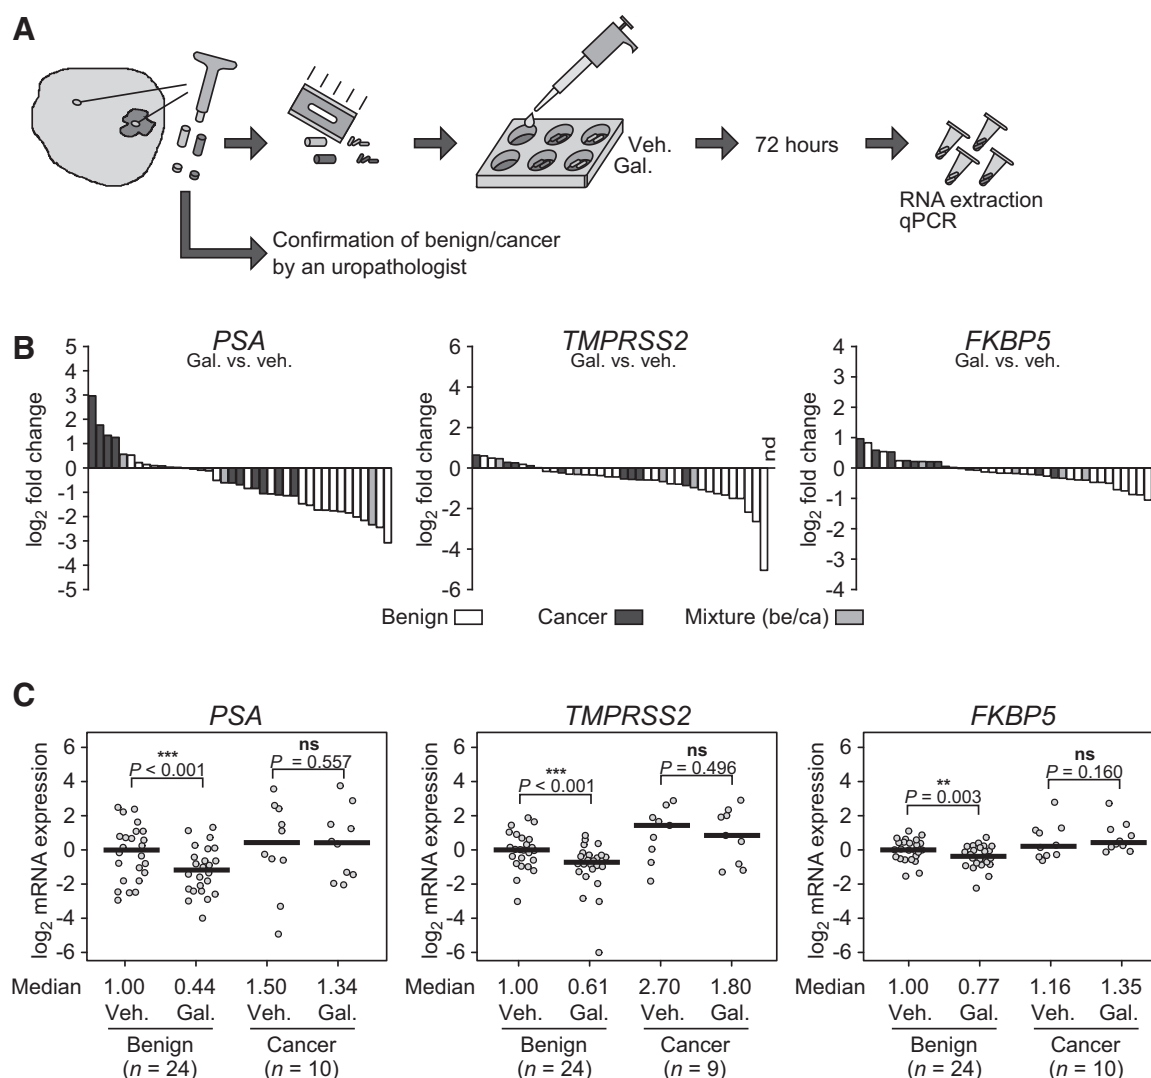 A
Veh.
Gal.
72 hours
RNA extraction
qPCR
Confirmation of benign/cancer
by an uropathologist
B
PSA
Gal. vs. veh.
log2 fold change
5
4
3
2
1
0
-1
-2
-3
-4
-5
TMPRSS2
Gal. vs. veh.
log2 fold change
6
4
2
0
-2
-4
-6
nd
FKBP5
Gal. vs. veh.
log2 fold change
4
3
2
1
0
-1
-2
-3
-4
Benign
Cancer
Mixture (be/ca)
C
PSA
log2 mRNA expression
6
4
2
0
-2
-4
-6
***
P < 0.001
ns
P = 0.557
TMPRSS2
log2 mRNA expression
6
4
2
0
-2
-4
-6
***
P < 0.001
ns
P = 0.496
FKBP5
log2 mRNA expression
6
4
2
0
-2
-4
-6
**
P = 0.003
ns
P = 0.160
Median 1.00 0.44 1.50 1.34
Veh. Gal. Veh. Gal.
Benign Cancer
(n = 24) (n = 10)
Median 1.00 0.61 2.70 1.80
Veh. Gal. Veh. Gal.
Benign Cancer
(n = 24) (n = 9)
Median 1.00 0.77 1.16 1.35
Veh. Gal. Veh. Gal.
Benign Cancer
(n = 24) (n = 10)